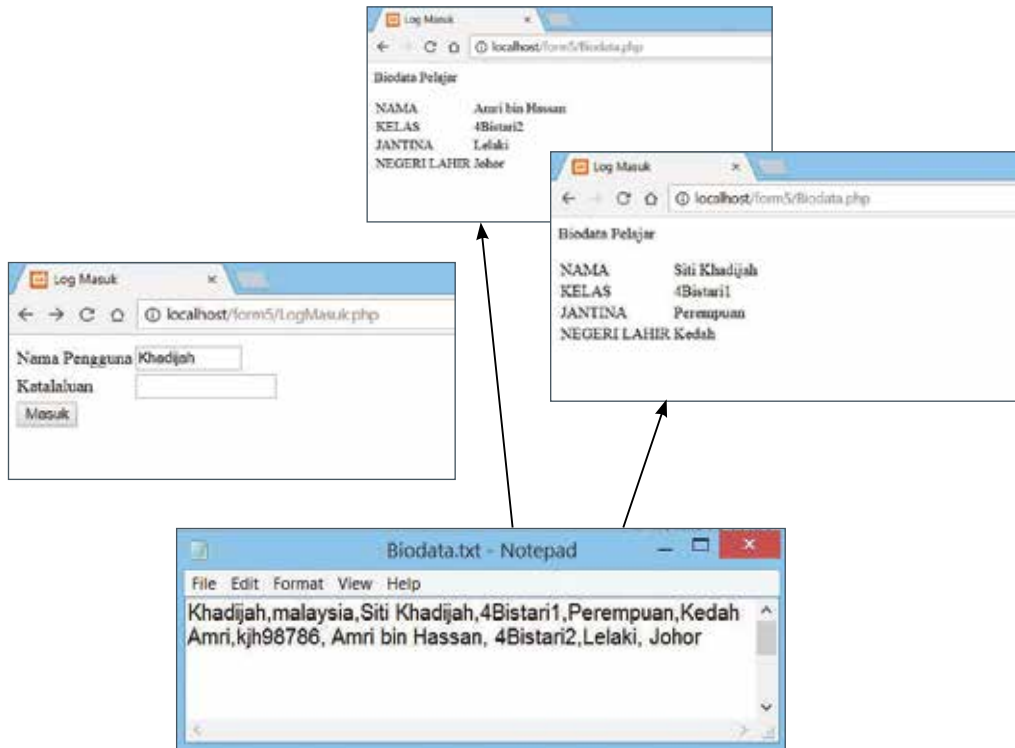 Log Masuk
localhost/form5/Biodata.php
Biodata Pelajar
NAMA Amri bin Hassan
KELAS 4Bistari2
JANTINA Lelaki
NEGERI LAHIR Johor
Log Masuk
localhost/form5/Biodata.php
Biodata Pelajar
NAMA Siti Khadijah
KELAS 4Bistari1
JANTINA Perempuan
NEGERI LAHIR Kedah
Log Masuk
localhost/form5/LogMasuk.php
Nama Pengguna Khadijah
Katalaluan
Masuk
Biodata.txt - Notepad
File Edit Format View Help
Khadijah,malaysia,Siti Khadijah,4Bistari1,Perempuan,Kedah
Amri,kjh98786, Amri bin Hassan, 4Bistari2,Lelaki, Johor